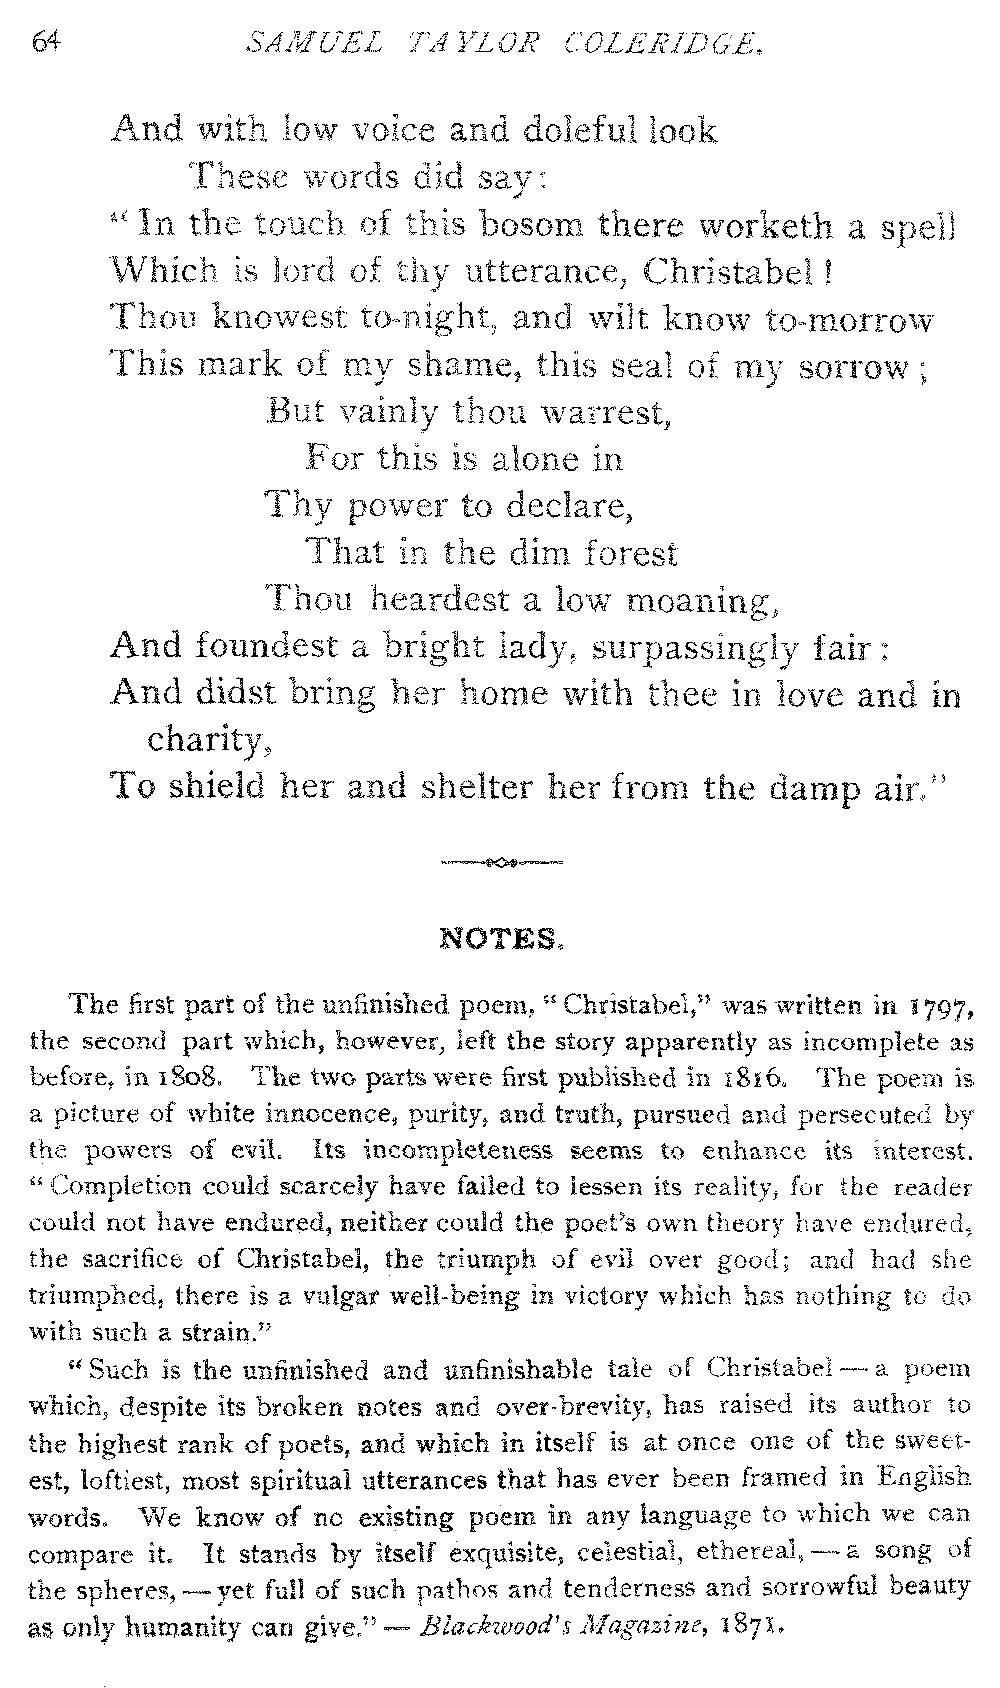 64 SAMUEL TAYLOR COLERIDGE.
And with low voice and doleful look
These words did say:
"In the touch of this bosom there worketh a spell
Which is lord of thy utterance, Christabel!
Thou knowest to-night, and wilt know to-morrow
This mark of my shame, this seal of my sorrow;
But vainly thou warrest,
For this is alone in
Thy power to declare,
That in the dim forest
Thou heardest a low moaning,
And foundest a bright lady, surpassingly fair:
And didst bring her home with thee in love and in
charity,
To shield her and shelter her from the damp air."
NOTES.
The first part of the unfinished poem, "Christabel," was written in 1797,
the second part which, however, left the story apparently as incomplete as
before, in 1808. The two parts were first published in 1816. The poem is
a picture of white innocence, purity, and truth, pursued and persecuted by
the powers of evil. Its incompleteness seems to enhance its interest.
"Completion could scarcely have failed to lessen its reality, for the reader
could not have endured, neither could the poet's own theory have endured,
the sacrifice of Christabel, the triumph of evil over good; and had she
triumphed, there is a vulgar well-being in victory which has nothing to do
with such a strain."
"Such is the unfinished and unfinishable tale of Christabel — a poem
which, despite its broken notes and over-brevity, has raised its author to
the highest rank of poets, and which in itself is at once one of the sweet-
est, loftiest, most spiritual utterances that has ever been framed in English
words. We know of no existing poem in any language to which we can
compare it. It stands by itself exquisite, celestial, ethereal, — a song of
the spheres, — yet full of such pathos and tenderness and sorrowful beauty
as only humanity can give." — Blackwood's Magazine, 1871.